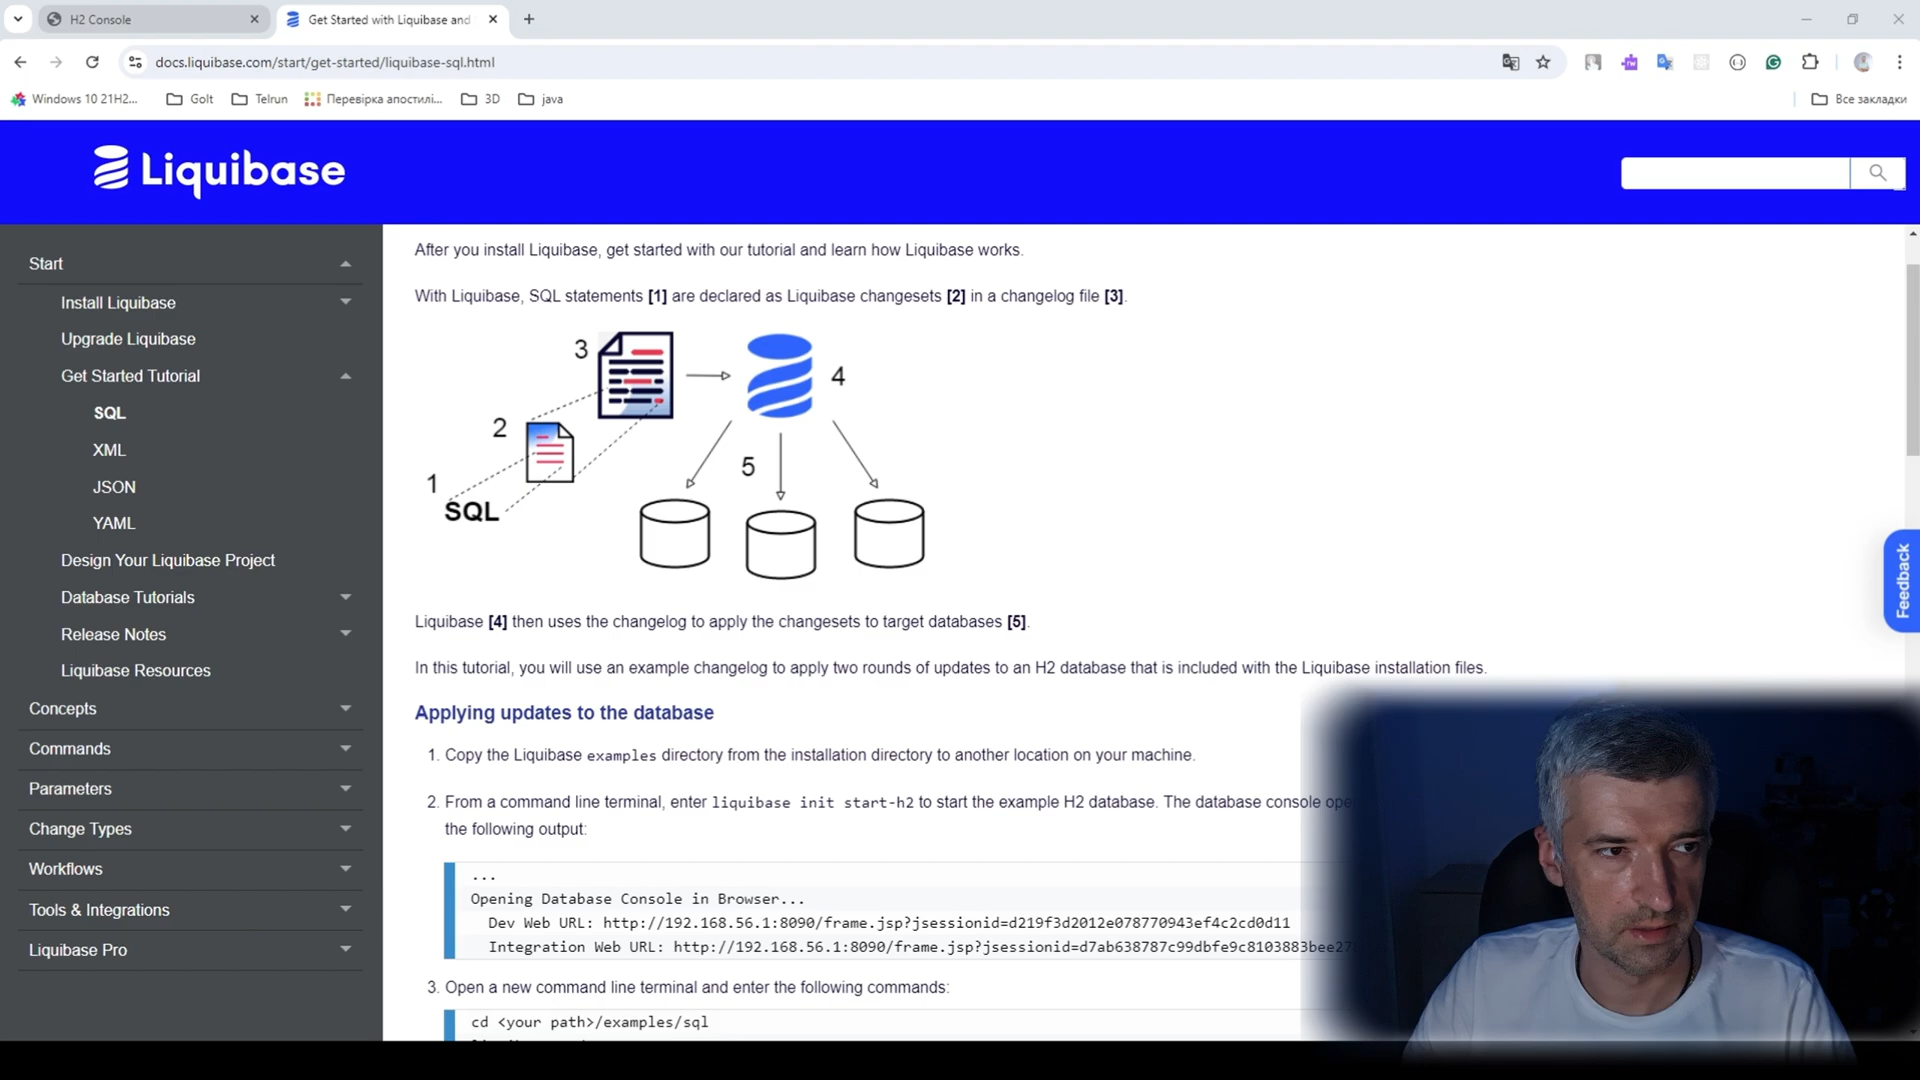 H2 Console
Get Started with Liquibase and
docs.liquibase.com/start/get-started/liquibase-sql.html
Windows 10 21H2...
Golt
Telrun
Перевірка апостилі...
3D
java
Все закладки
Liquibase
Start
Install Liquibase
Upgrade Liquibase
Get Started Tutorial
SQL
XML
JSON
YAML
Design Your Liquibase Project
Database Tutorials
Release Notes
Liquibase Resources
Concepts
Commands
Parameters
Change Types
Workflows
Tools & Integrations
Liquibase Pro
After you install Liquibase, get started with our tutorial and learn how Liquibase works.
With Liquibase, SQL statements [1] are declared as Liquibase changesets [2] in a changelog file [3].
3
4
2
5
1
SQL
Liquibase [4] then uses the changelog to apply the changesets to target databases [5].
In this tutorial, you will use an example changelog to apply two rounds of updates to an H2 database that is included with the Liquibase installation files.
Applying updates to the database
1. Copy the Liquibase examples directory from the installation directory to another location on your machine.
2. From a command line terminal, enter liquibase init start-h2 to start the example H2 database. The database console ope
the following output:
...
Opening Database Console in Browser...
Dev Web URL: http://192.168.56.1:8090/frame.jsp?jsessionid=d219f3d2012e078770943ef4c2cd0d11
Integration Web URL: http://192.168.56.1:8090/frame.jsp?jsessionid=d7ab638787c99dbfe9c8103883bee27
3. Open a new command line terminal and enter the following commands:
cd <your path>/examples/sql
Feedback